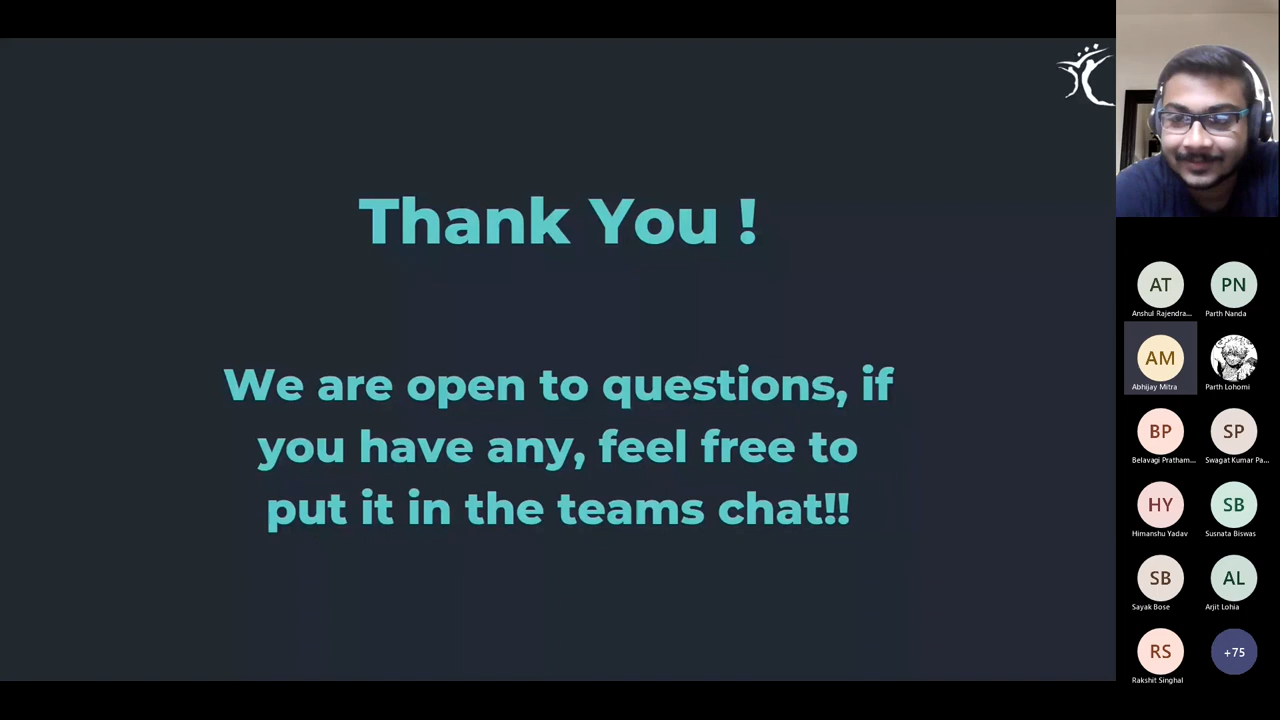 Thank You !
We are open to questions, if
you have any, feel free to
put it in the teams chat!!
AT
PN
Anshul Rajendra...
Parth Nanda
AM
Abhijay Mitra
Parth Lohomi
BP
SP
Belavagi Pratham...
Swagat Kumar Pa...
HY
SB
Himanshu Yadav
Susnata Biswas
SB
AL
Sayak Bose
Arjit Lohia
RS
+75
Rakshit Singhal